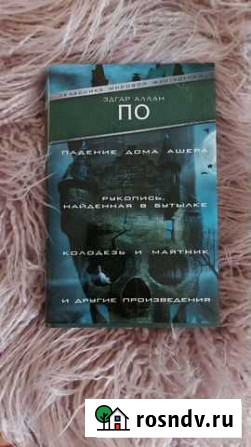 КЛАССИКА МИРОВОЙ ФАНТАСТИКИ
ЭДГАР АЛЛАН
ПО
ПАДЕНИЕ ДОМА АШЕРА
РУКОПИСЬ,
НАЙДЕННАЯ В БУТЫЛКЕ
КОЛОДЕЗЬ И МАЯТНИК
И ДРУГИЕ ПРОИЗВЕДЕНИЯ
rosndv.ru